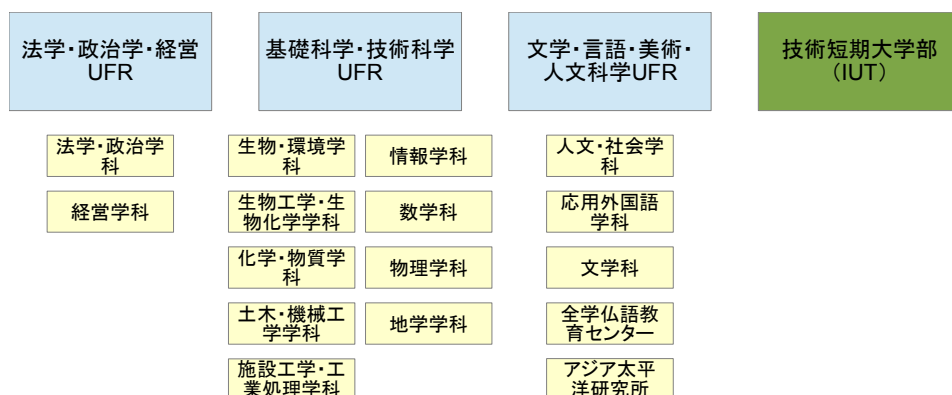 法学・政治学・経営
UFR
基礎科学・技術科学
UFR
文学・言語・美術・
人文科学UFR
技術短期大学部
（IUT）
法学・政治学
科
経営学科
生物・環境学
科
生物工学・生
物化学学科
化学・物質学
科
土木・機械工
学学科
施設工学・工
業処理学科
情報学科
数学科
物理学科
地学学科
人文・社会学
科
応用外国語
学科
文学科
全学仏語教
育センター
アジア太平
洋研究所